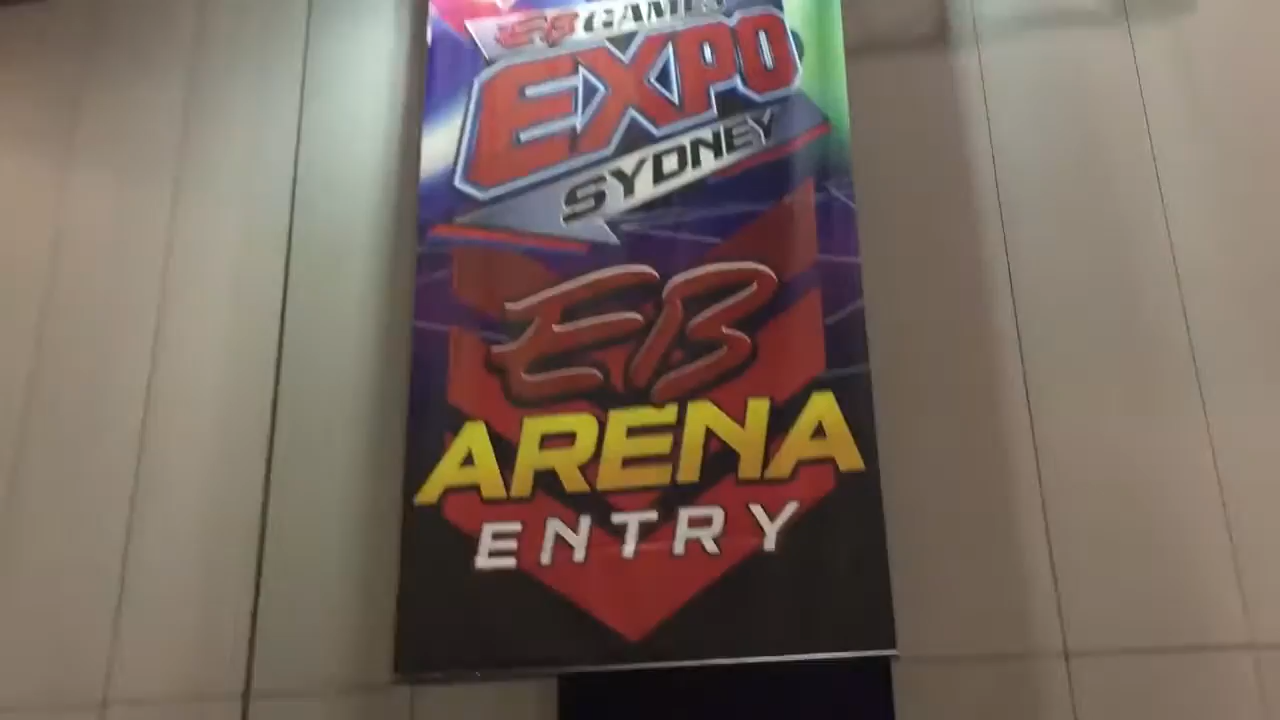 EB GAMES
EXPO
SYDNEY
EB
ARENA
ENTRY